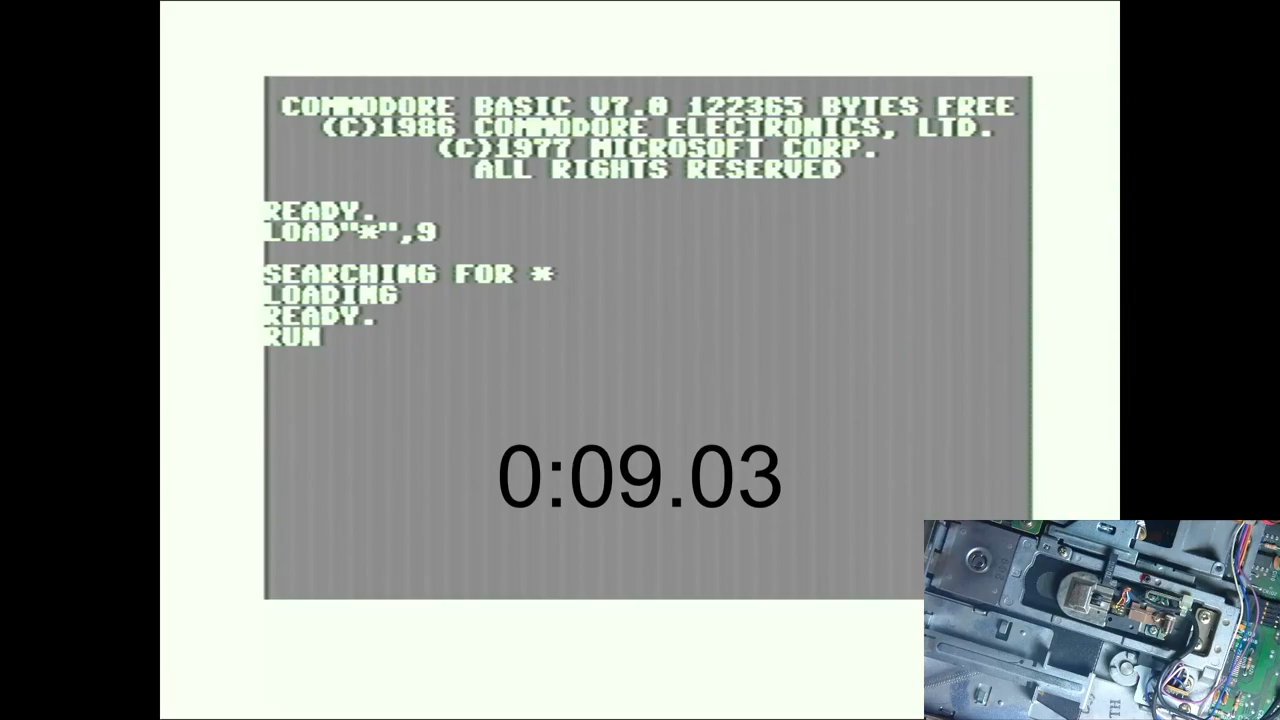 COMMODORE BASIC V7.0 122365 BYTES FREE
(C)1986 COMMODORE ELECTRONICS, LTD.
(C)1977 MICROSOFT CORP.
ALL RIGHTS RESERVED
READY.
LOAD"*",9
SEARCHING FOR *
LOADING
READY.
RUN
0:09.03